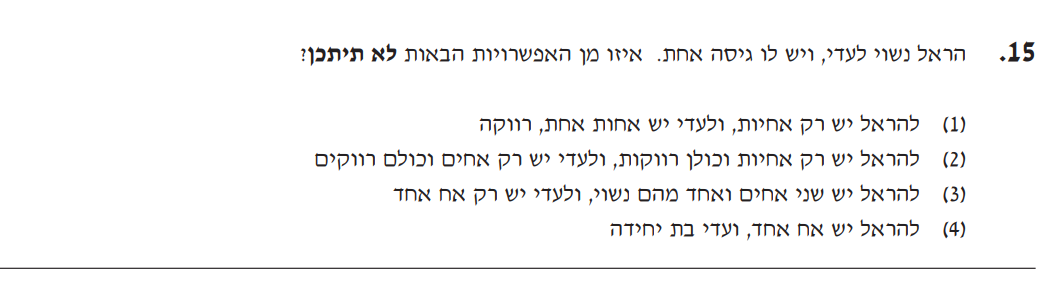 15. הראל נשוי לעדי, ויש לו גיסה אחת. איזו מן האפשרויות הבאות לא תיתכן?
(1) להראל יש רק אחיות, ולעדי יש אחות אחת, רווקה
(2) להראל יש רק אחיות וכולן רווקות, ולעדי יש רק אחים וכולם רווקים
(3) להראל יש שני אחים ואחד מהם נשוי, ולעדי יש רק אח אחד
(4) להראל יש אח אחד, ועדי בת יחידה